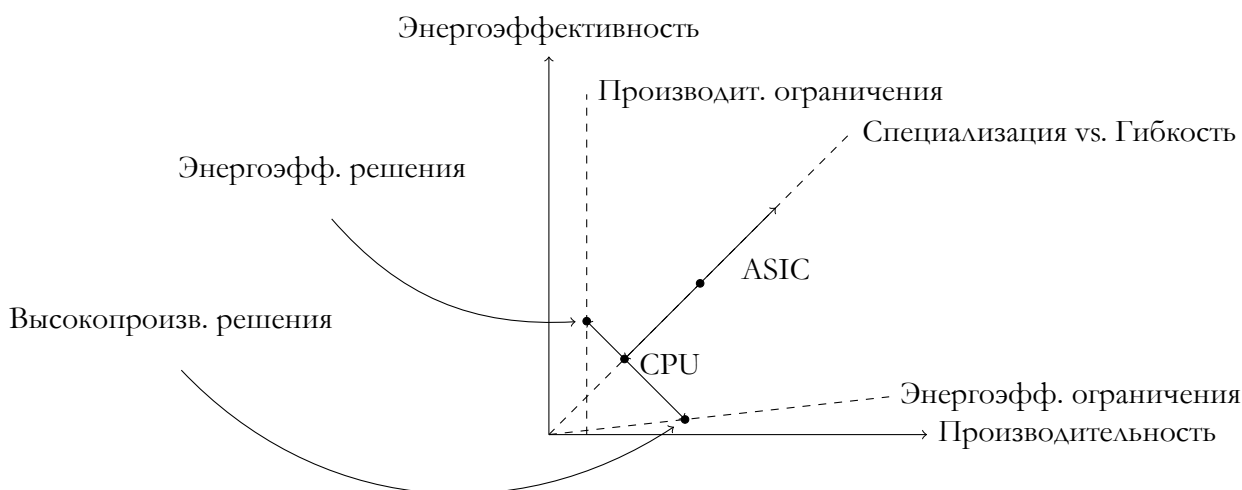 Энергоэффективность
Производит. ограничения
Специализация vs. Гибкость
Энергоэфф. решения
ASIC
Высокопроизв. решения
CPU
Энергоэфф. ограничения
Производительность